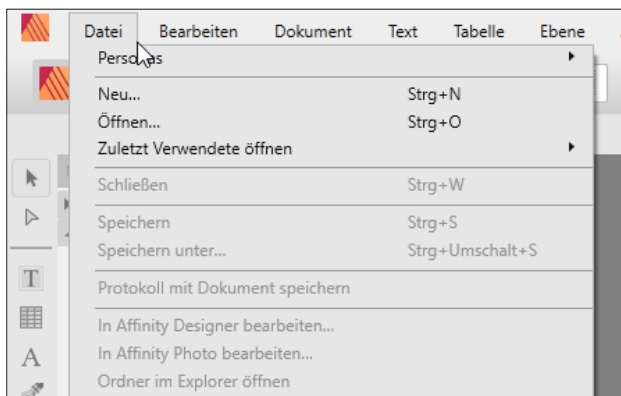 Datei Bearbeiten Dokument Text Tabelle Ebene
Personas
Neu... Strg+N
Öffnen... Strg+O
Zuletzt Verwendete öffnen
Schließen Strg+W
Speichern Strg+S
Speichern unter... Strg+Umschalt+S
Protokoll mit Dokument speichern
In Affinity Designer bearbeiten...
T
In Affinity Photo bearbeiten...
A
Ordner im Explorer öffnen